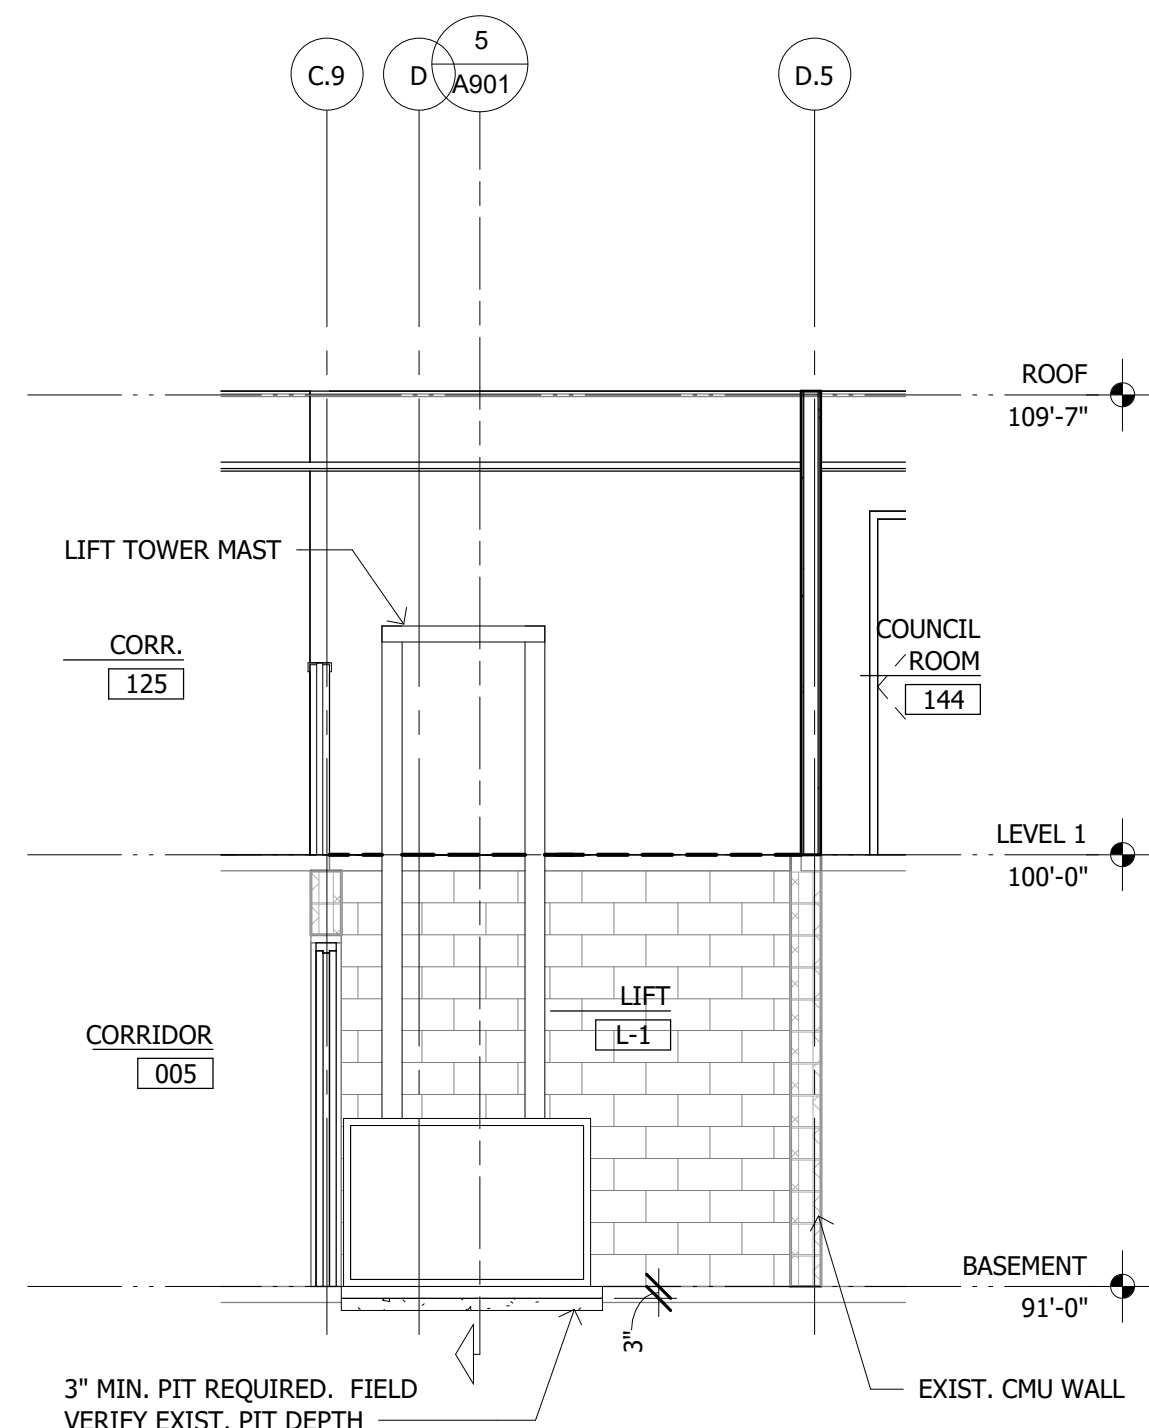 5
C.9
D
A901
D.5
ROOF
109'-7"
LIFT TOWER MAST
CORR.
125
COUNCIL
ROOM
144
LEVEL 1
100'-0"
LIFT
L-1
CORRIDOR
005
BASEMENT
91'-0"
3"
3" MIN. PIT REQUIRED. FIELD
VERIFY EXIST. PIT DEPTH
EXIST. CMU WALL